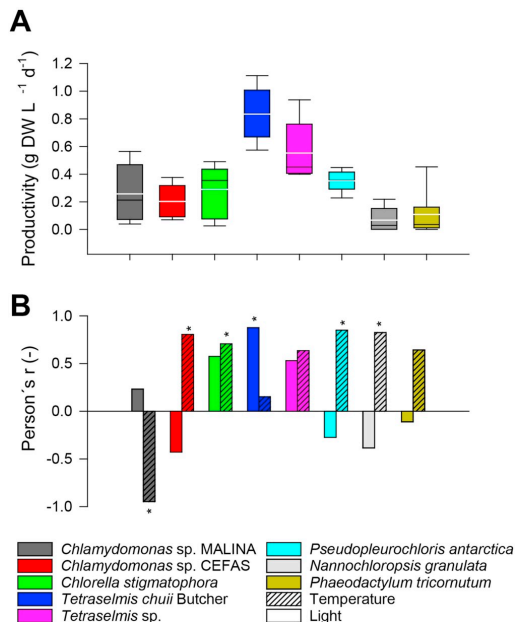 A
Productivity (g DW L ⁻¹ d⁻¹)
1.2
1.0
0.8
0.6
0.4
0.2
0.0
B
Person´s r (-)
1.0
0.5
0.0
-0.5
-1.0
*
*
*
*
*
*
Chlamydomonas sp. MALINA
Chlamydomonas sp. CEFAS
Chlorella stigmatophora
Tetraselmis chuii Butcher
Tetraselmis sp.
Pseudopleurochloris antarctica
Nannochloropsis granulata
Phaeodactylum tricornutum
Temperature
Light